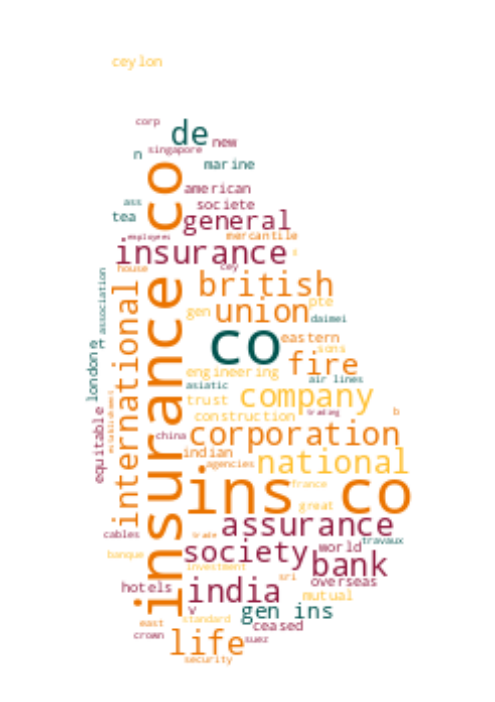 ceylon
corp
de
new
n
singapore
marine
co
american
ass
societe
tea
general
employees
mercantile
insurance
s
cey
house
association
british
international
insurance
gen
union
pte
daimei
co
eastern
london
r
ions
fire
engineering
air lines
asiatic
trust
company
equitable
establishment
construction
trading
b
china
corporation
indian
agencies
national
france
ins co
great
assurance
cables
trade
travaux
society
world
banque
bank
investment
sri
overseas
hotels
india
mutual
v
gen ins
standard
east
ceased
crown
life
suez
security